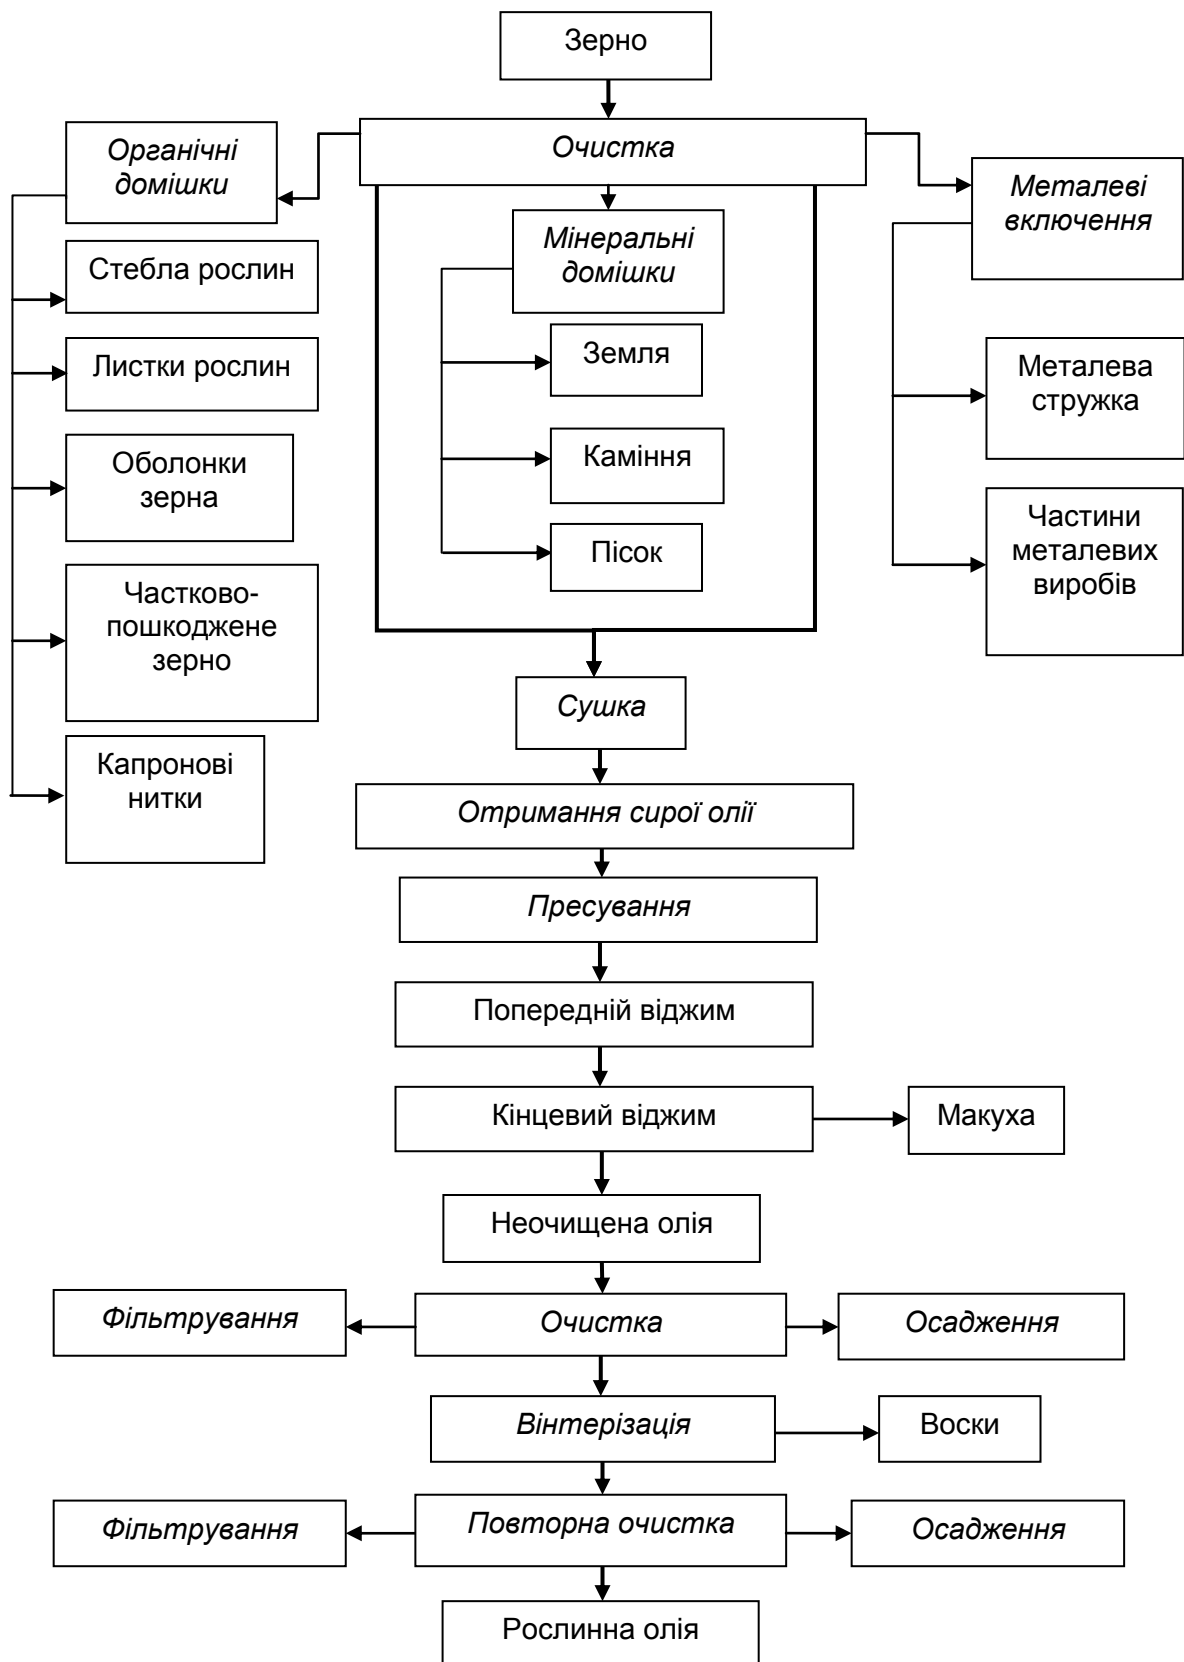 Зерно
Очистка
Органічні
домішки
Стебла рослин
Листки рослин
Оболонки
зерна
Частково-
пошкоджене
зерно
Капронові
нитки
Мінеральні
домішки
Земля
Каміння
Пісок
Металеві
включення
Металева
стружка
Частини
металевих
виробів
Сушка
Отримання сирої олії
Пресування
Попередній віджим
Кінцевий віджим
Макуха
Неочищена олія
Фільтрування
Очистка
Осадження
Вінтерізація
Воски
Фільтрування
Повторна очистка
Осадження
Рослинна олія